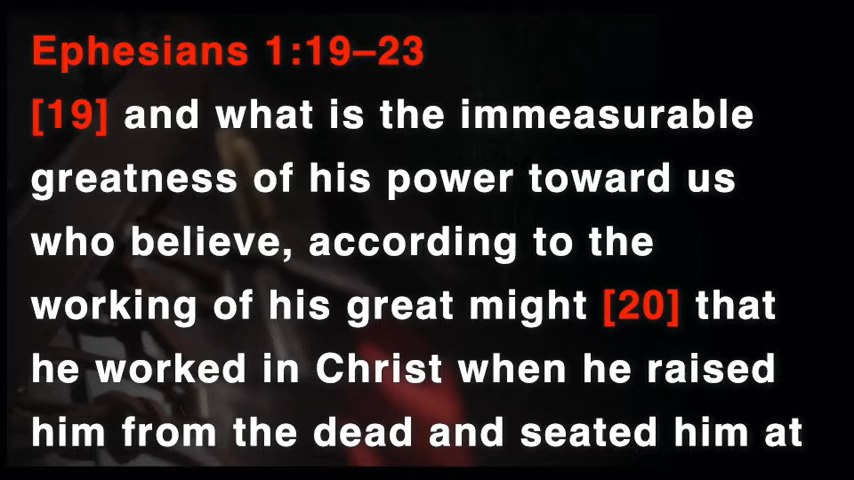 Ephesians 1:19–23
[19] and what is the immeasurable
greatness of his power toward us
who believe, according to the
working of his great might [20] that
he worked in Christ when he raised
him from the dead and seated him at